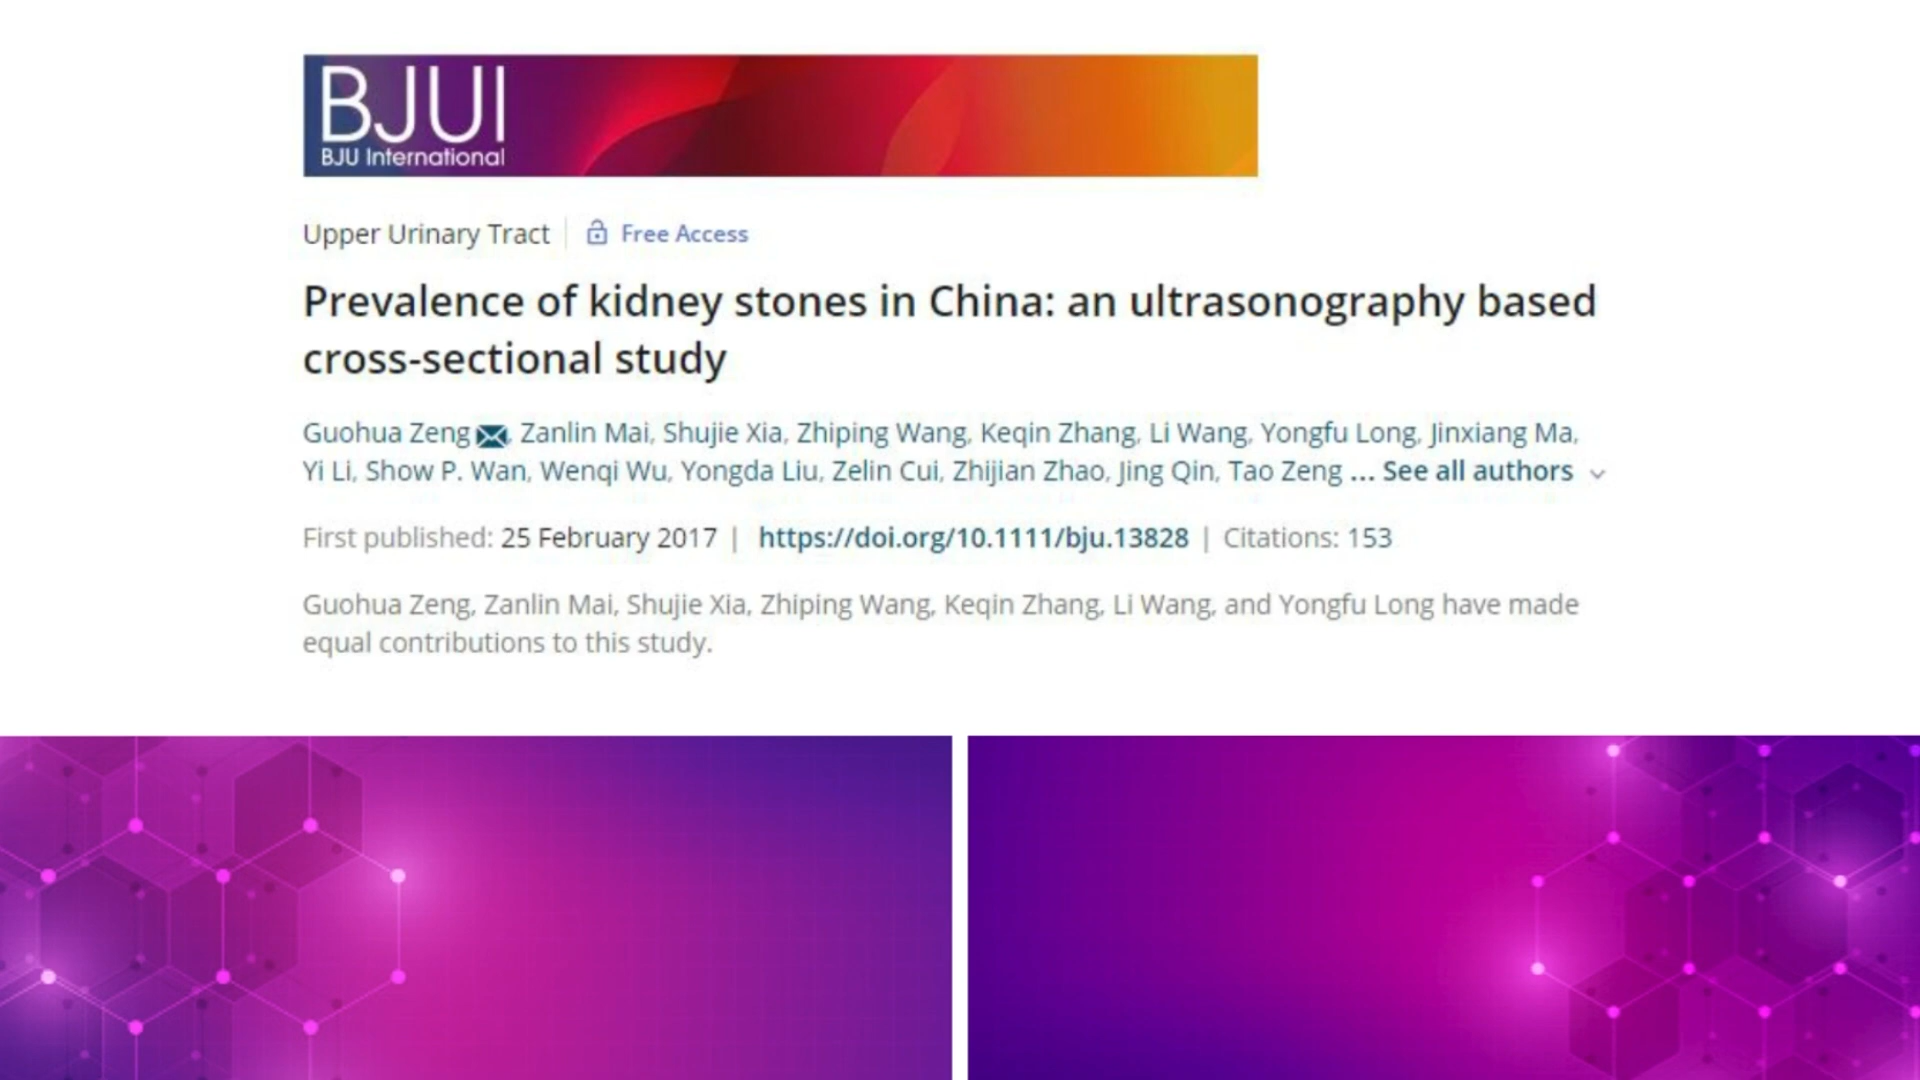 BJUI
BJU International
Upper Urinary Tract | Free Access
Prevalence of kidney stones in China: an ultrasonography based
cross-sectional study
Guohua Zeng, Zanlin Mai, Shujie Xia, Zhiping Wang, Keqin Zhang, Li Wang, Yongfu Long, Jinxiang Ma,
Yi Li, Show P. Wan, Wenqi Wu, Yongda Liu, Zelin Cui, Zhijian Zhao, Jing Qin, Tao Zeng ... See all authors
First published: 25 February 2017 | https://doi.org/10.1111/bju.13828 | Citations: 153
Guohua Zeng, Zanlin Mai, Shujie Xia, Zhiping Wang, Keqin Zhang, Li Wang, and Yongfu Long have made
equal contributions to this study.